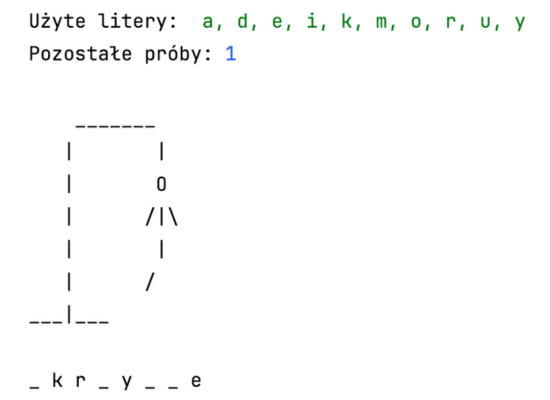 Użyte litery:  a, d, e, i, k, m, o, r, u, y
Pozostałe próby: 1
_______
|       |
|       O
|      /|\
|       |
|      /
___|___
_ k r _ y _ _ e